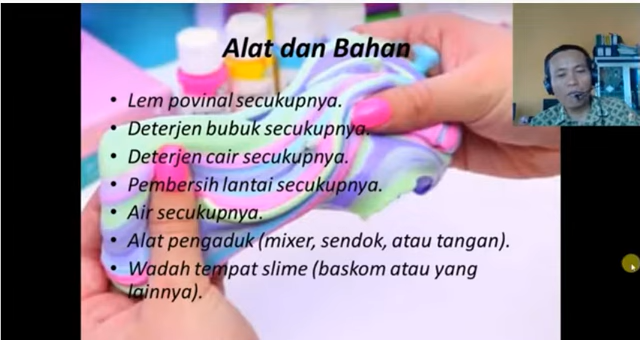 Alat dan Bahan
• Lem povinal secukupnya.
• Deterjen bubuk secukupnya.
• Deterjen cair secukupnya.
• Pembersih lantai secukupnya.
• Air secukupnya.
• Alat pengaduk (mixer, sendok, atau tangan).
• Wadah tempat slime (baskom atau yang
lainnya).